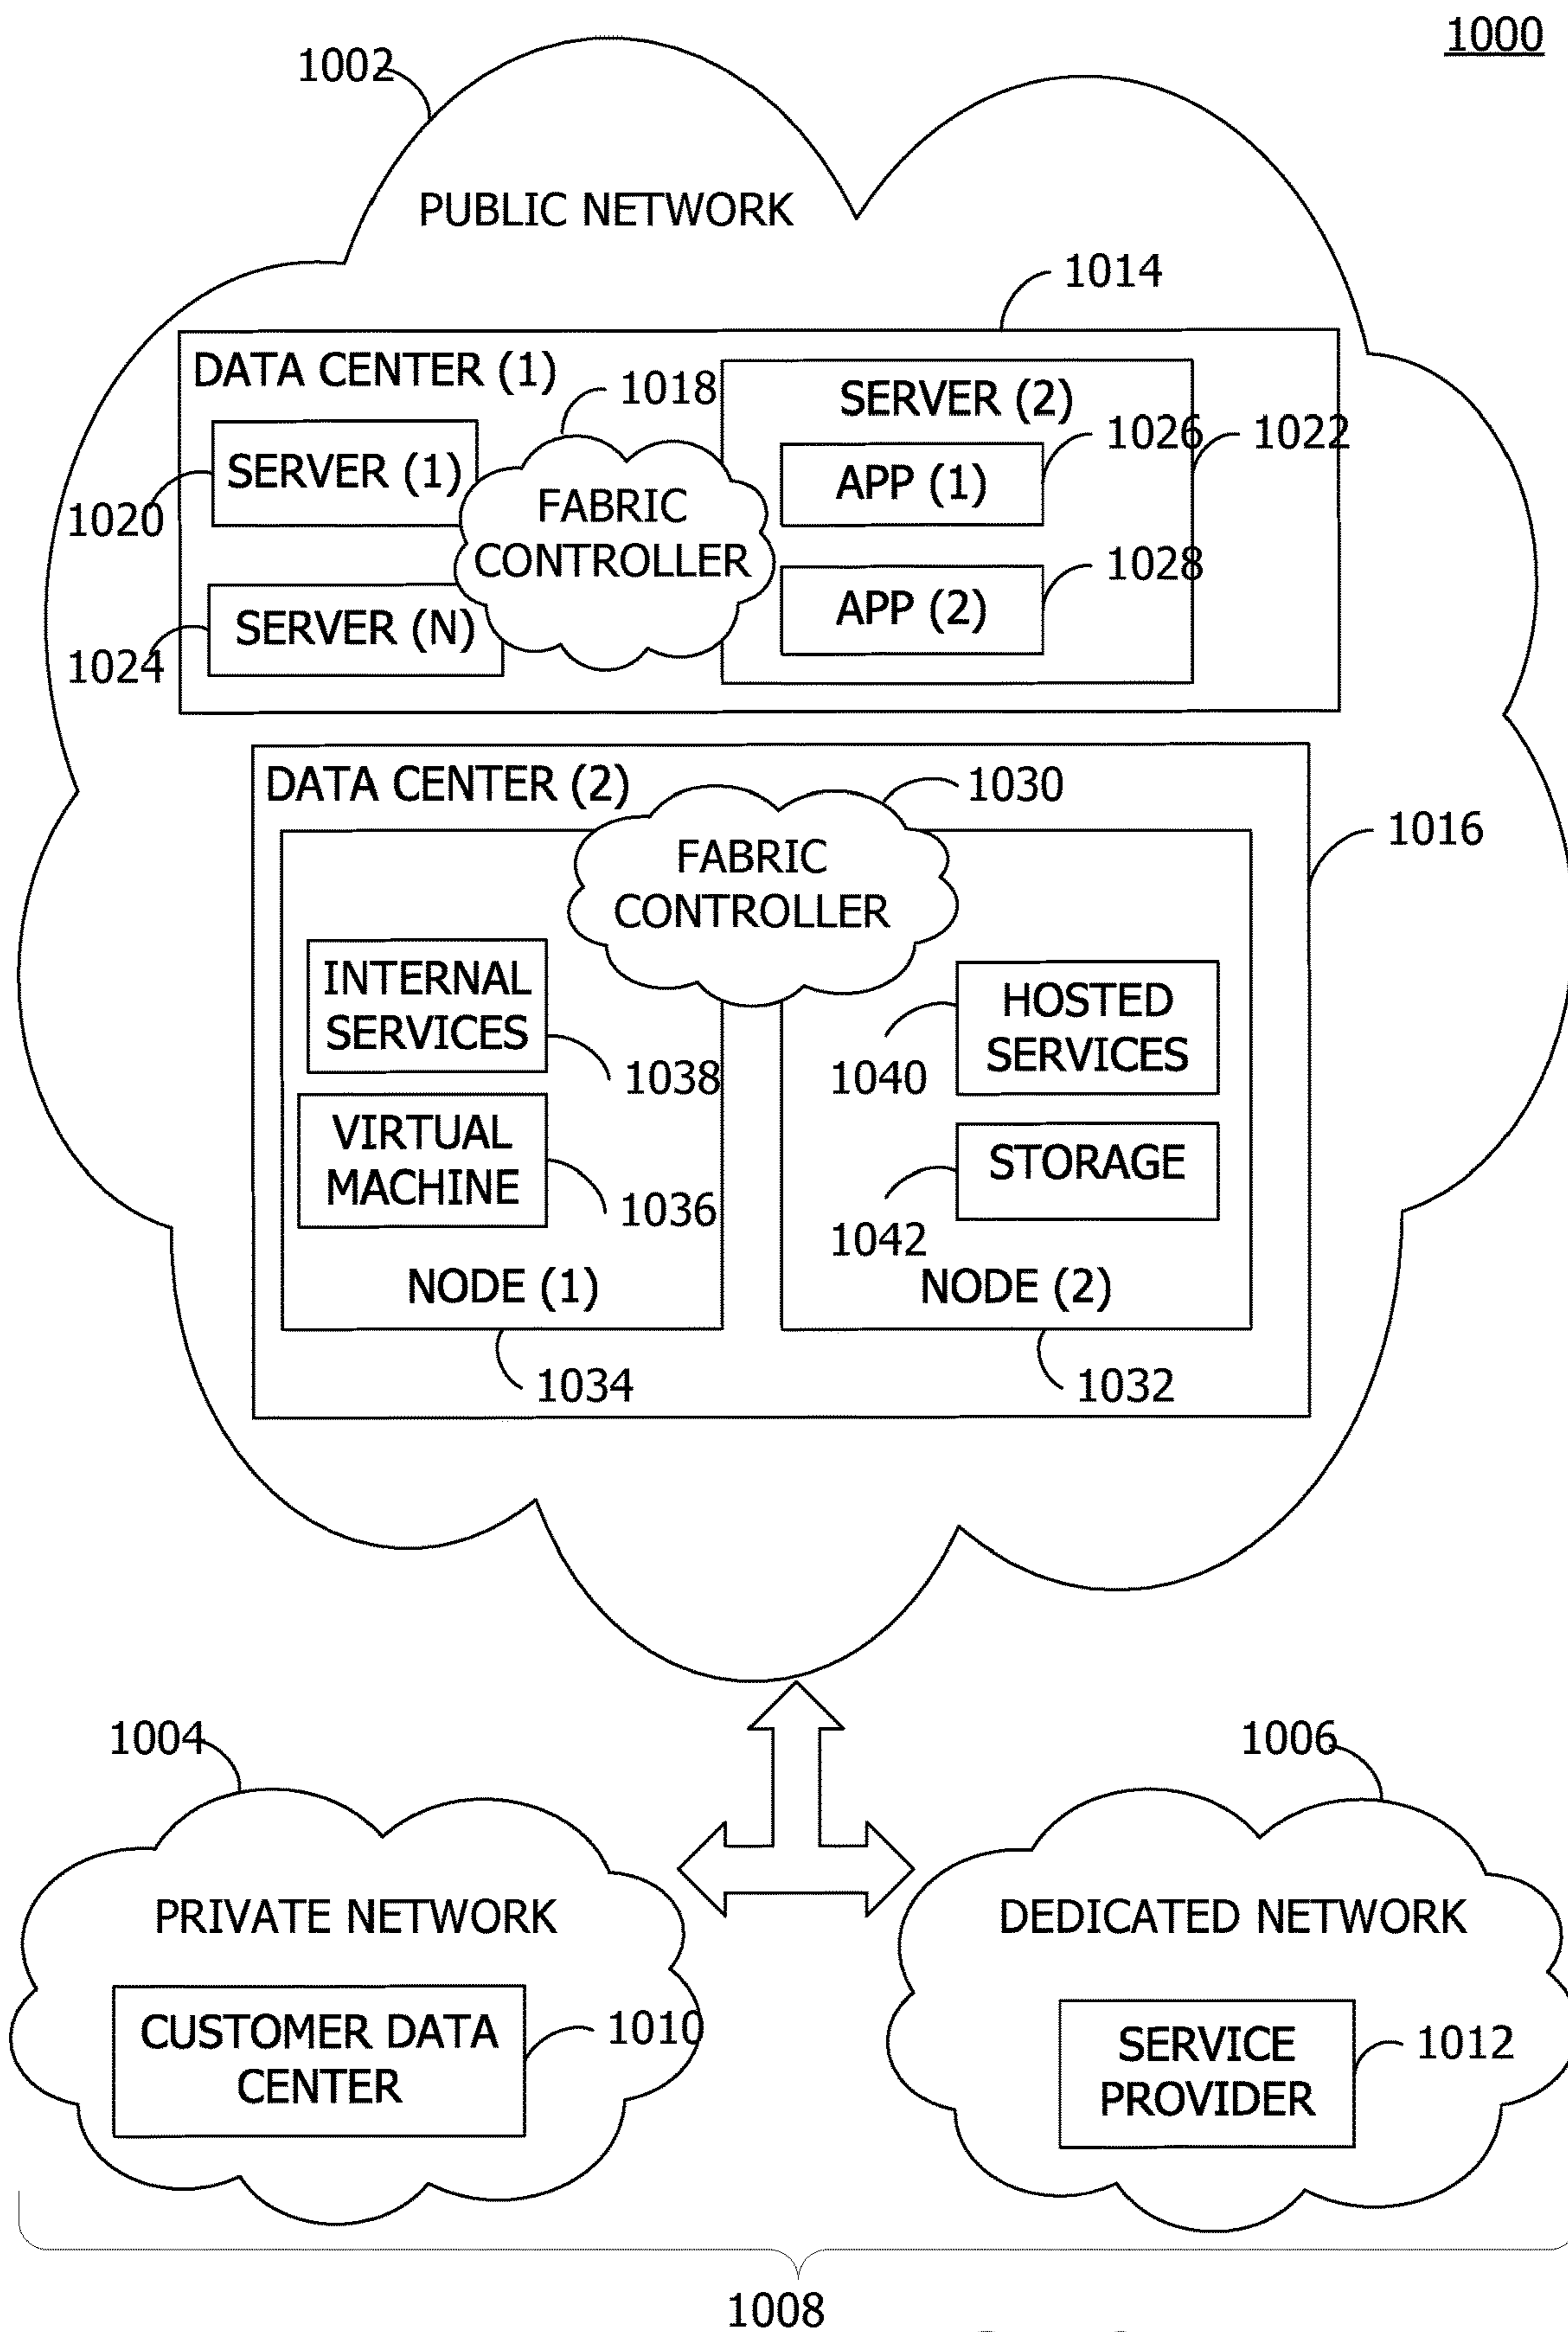 1000
1002
PUBLIC NETWORK
1014
DATA CENTER (1)
1018
SERVER (2)
1026
1022
SERVER (1)
APP (1)
1020
FABRIC
CONTROLLER
1028
SERVER (N)
APP (2)
1024
DATA CENTER (2)
1030
1016
FABRIC
CONTROLLER
INTERNAL
SERVICES
1038
HOSTED
SERVICES
1040
VIRTUAL
MACHINE
1036
STORAGE
1042
NODE (1)
NODE (2)
1034
1032
1004
1006
PRIVATE NETWORK
DEDICATED NETWORK
CUSTOMER DATA
CENTER
1010
SERVICE
PROVIDER
1012
1008